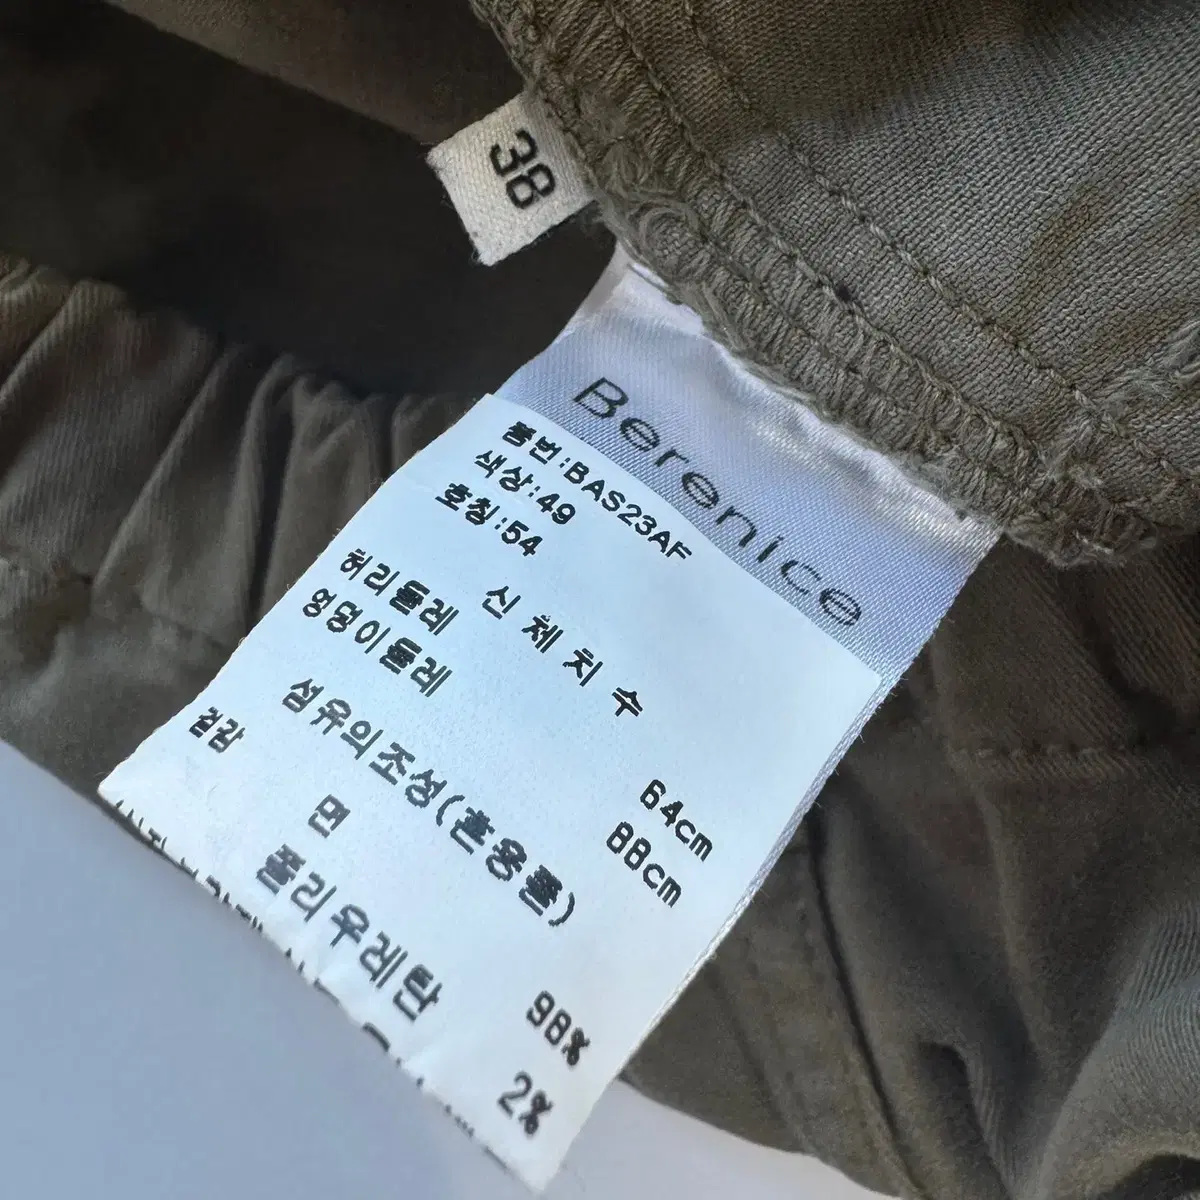 38
Berenice
품번:BAS23AF
색상:49
호칭:54
신체치수
허리둘레 64cm
엉덩이둘레 88cm
섬유의조성(혼용률)
겉감
면 98%
폴리우레탄 2%